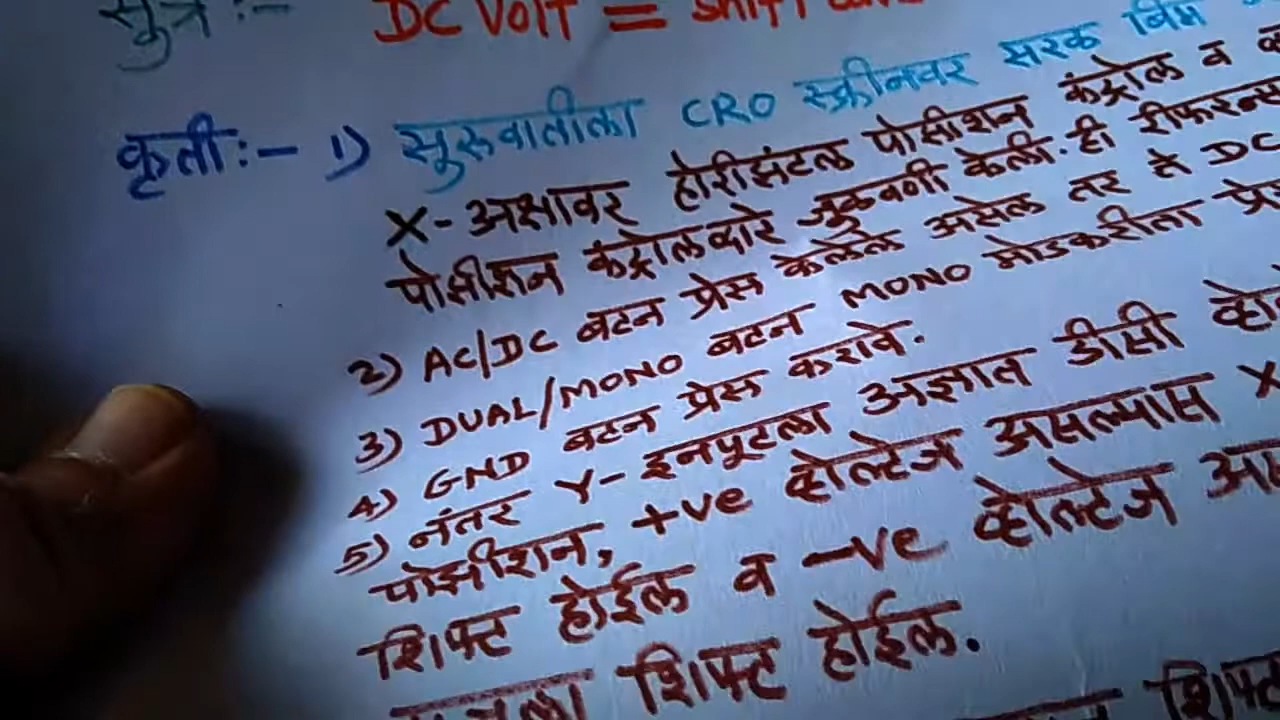 सुत्र :- DC Volt = Shift
कृती :- 1) सुरुवातीला CRO स्क्रीनवर सरळ बिम
X-अक्षावर होरीझंटल पोसीशन कंट्रोल व
पोसीशन कंट्रोलव्दारे जुळवणी केली. ही रीफरन्स
2) AC/DC बटन प्रेस केलेले असेल तर ते DC
3) DUAL/MONO बटन MONO मोडकरीता
4) GND बटन प्रेस करावे.
5) नंतर Y-इनपूटला अज्ञात डीसी
पोझीशन, +ve व्होल्टेज असल्यास X
शिफ्ट होईल व -ve व्होल्टेज
शिफ्ट होईल.
शिफ्ट